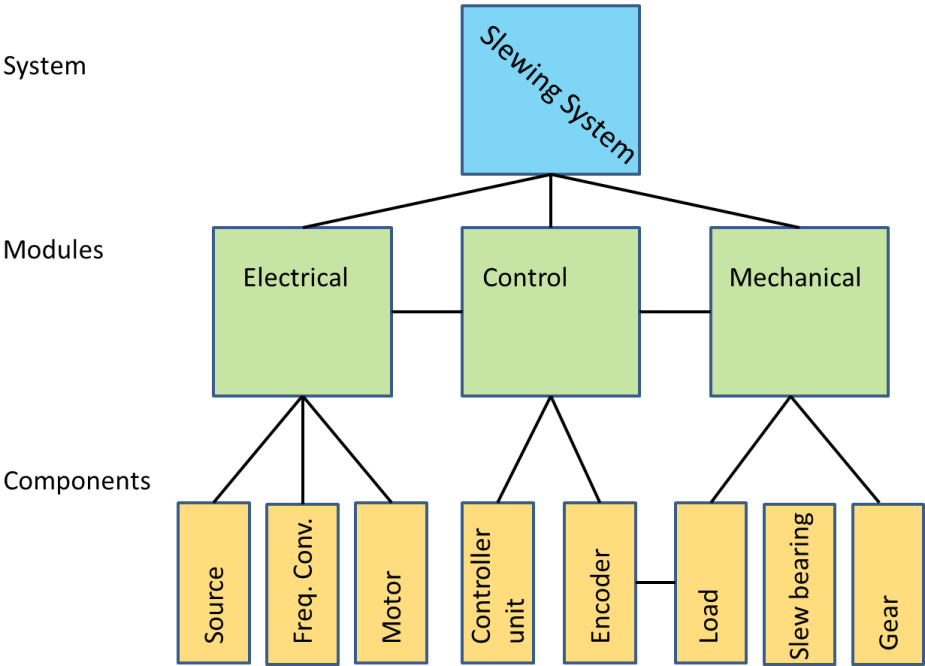 System
Slewing System
Modules
Electrical
Control
Mechanical
Components
Source
Freq. Conv.
Motor
Controller
unit
Encoder
Load
Slew bearing
Gear